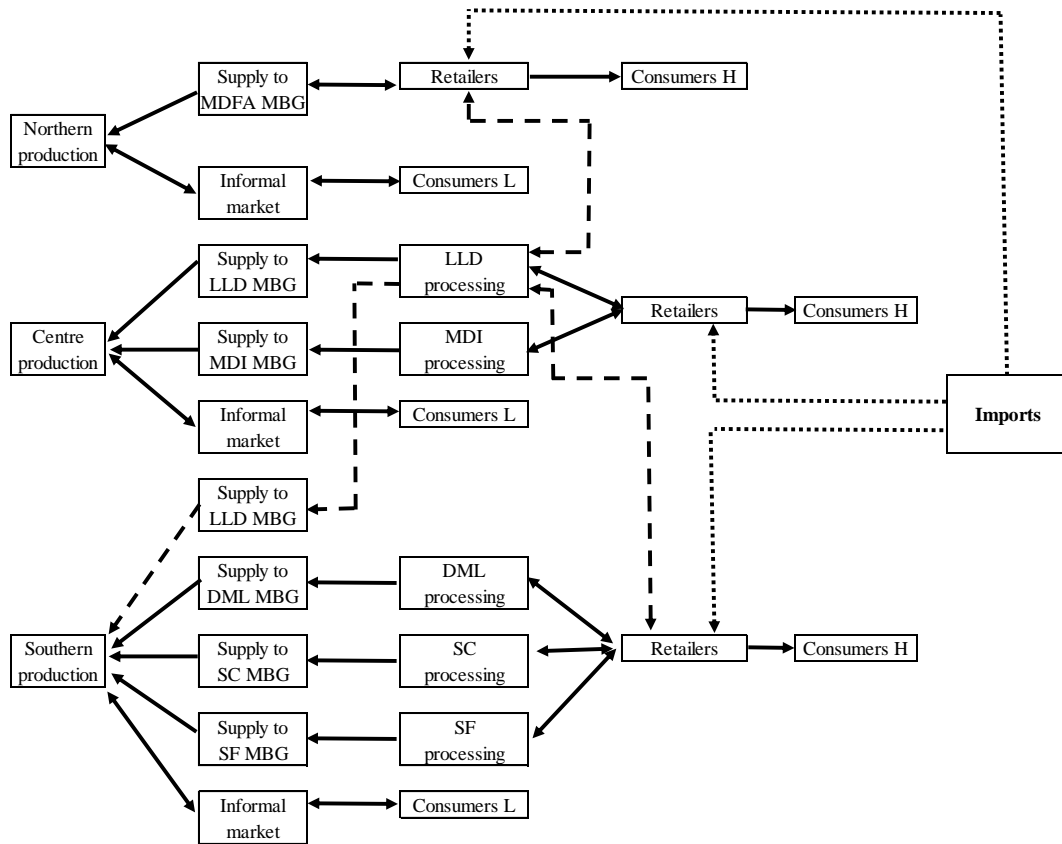 Supply to
MDFA MBG
Retailers
Consumers H
Northern
production
Informal
market
Consumers L
Supply to
LLD MBG
LLD
processing
Retailers
Consumers H
Centre
production
Supply to
MDI MBG
MDI
processing
Informal
market
Consumers L
Imports
Supply to
LLD MBG
Supply to
DML MBG
DML
processing
Southern
production
Supply to
SC MBG
SC
processing
Retailers
Consumers H
Supply to
SF MBG
SF
processing
Informal
market
Consumers L